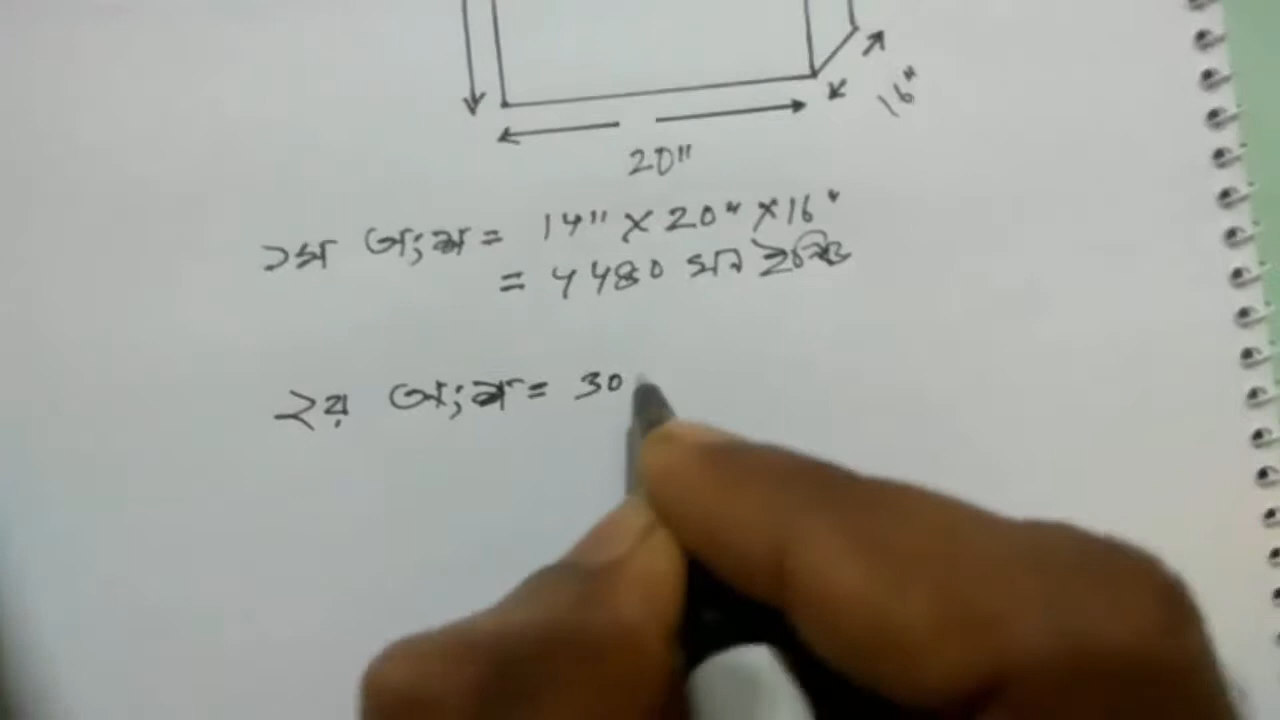 16"
20"
১ম অংশ = 14" × 20" × 16"
= 4480 ঘন ইঞ্চি
২য় অংশ = 30